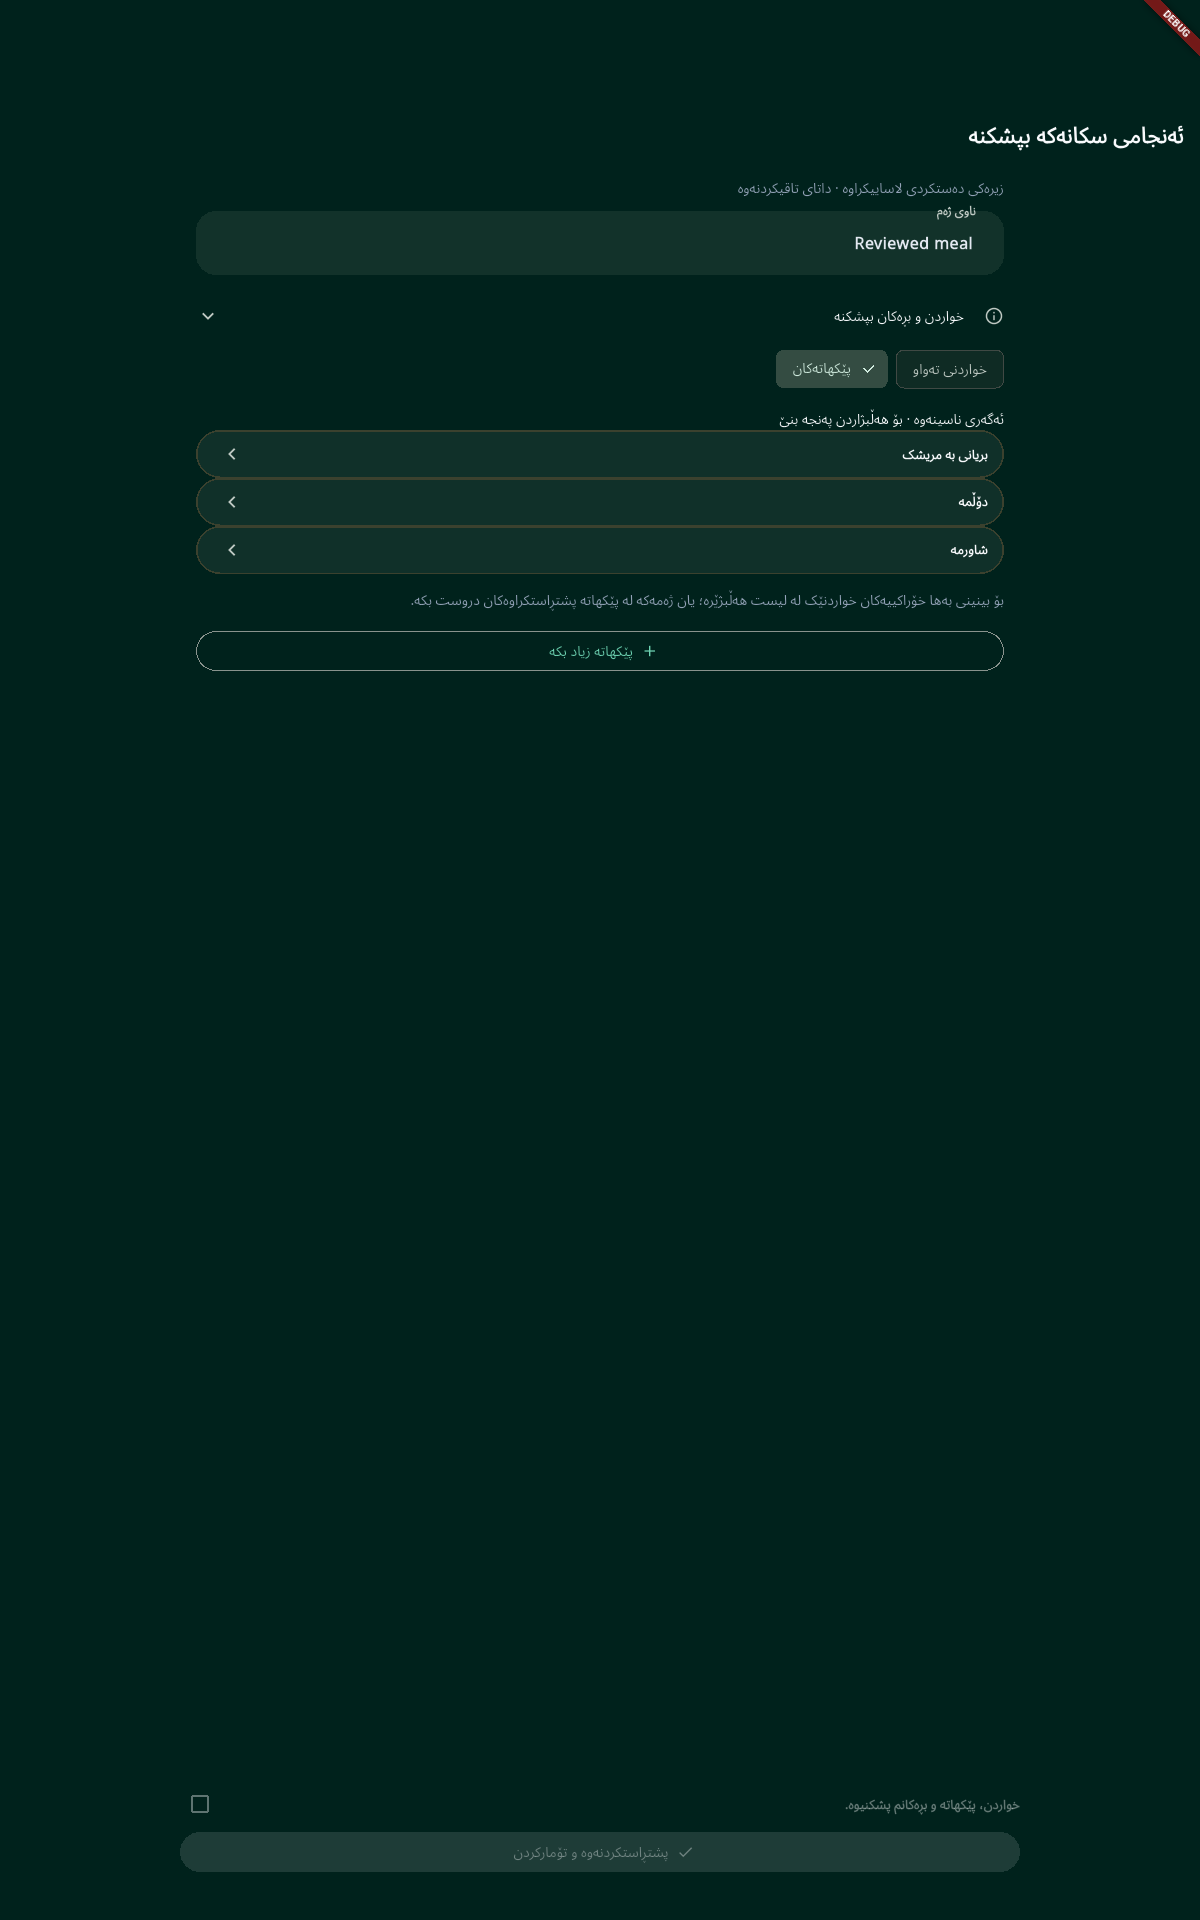 DEBUG
ئەنجامی سکانەکە بپشکنە
زیرەکی دەستکردی لاساییکراوە · داتای تاقیکردنەوە
ناوی ژەم
Reviewed meal
خواردن و بڕەکان بپشکنە
خواردنی تەواو
پێکهاتەکان
ئەگەری ناسینەوە · بۆ هەڵبژاردن پەنجە بنێ
بریانی بە مریشک
دۆڵمە
شاورمە
بۆ بینینی بەها خۆراکییەکان خواردنێک لە لیست هەڵبژێرە؛ یان ژەمەکە لە پێکهاتە پشتڕاستکراوەکان دروست بکە.
پێکهاتە زیاد بکە
خواردن، پێکهاتە و بڕەکانم پشکنیوە.
پشتڕاستکردنەوە و تۆمارکردن